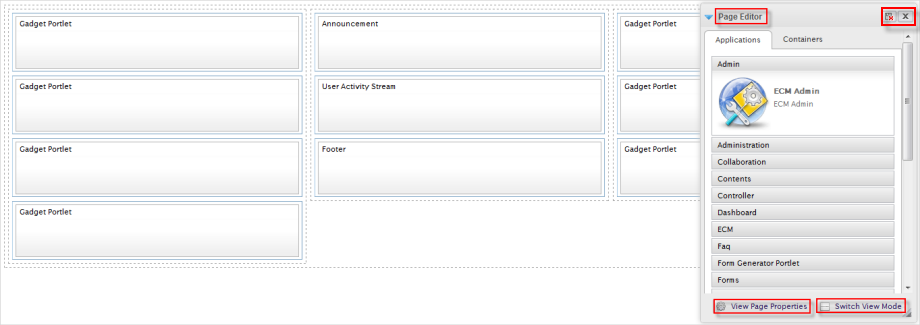 Gadget Portlet
Announcement
Gadget Portlet
Gadget Portlet
User Activity Stream
Gadget Portlet
Gadget Portlet
Footer
Gadget Portlet
Gadget Portlet
Page Editor
Applications
Containers
Admin
ECM Admin
ECM Admin
Administration
Collaboration
Contents
Controller
Dashboard
ECM
Faq
Form Generator Portlet
Forms
View Page Properties
Switch View Mode